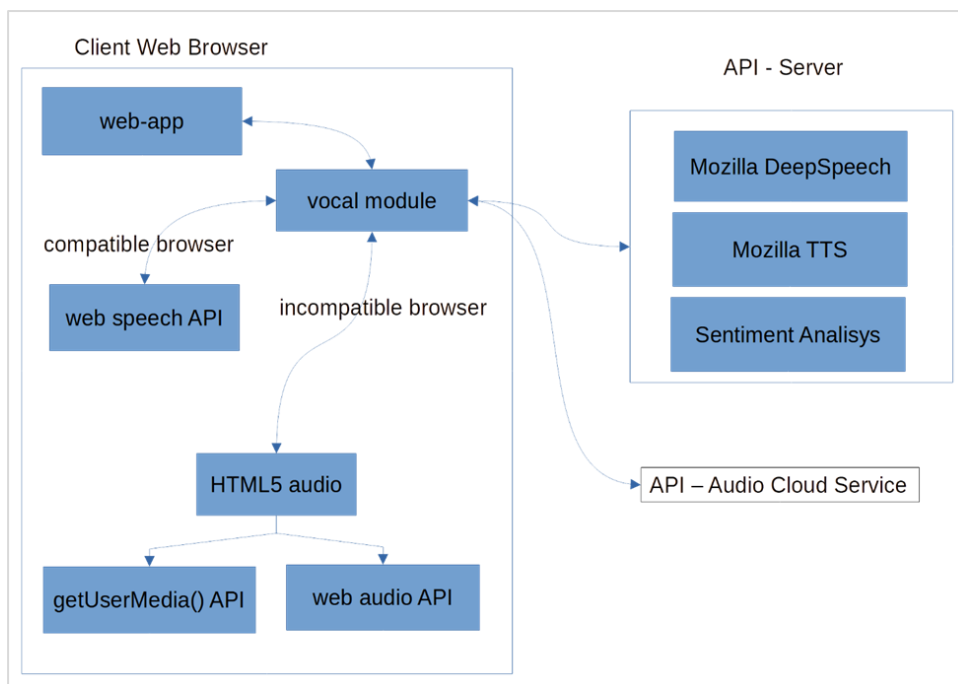 Client Web Browser
API - Server
web-app
Mozilla DeepSpeech
vocal module
compatible browser
Mozilla TTS
web speech API
incompatible browser
Sentiment Analisys
HTML5 audio
API – Audio Cloud Service
getUserMedia() API
web audio API